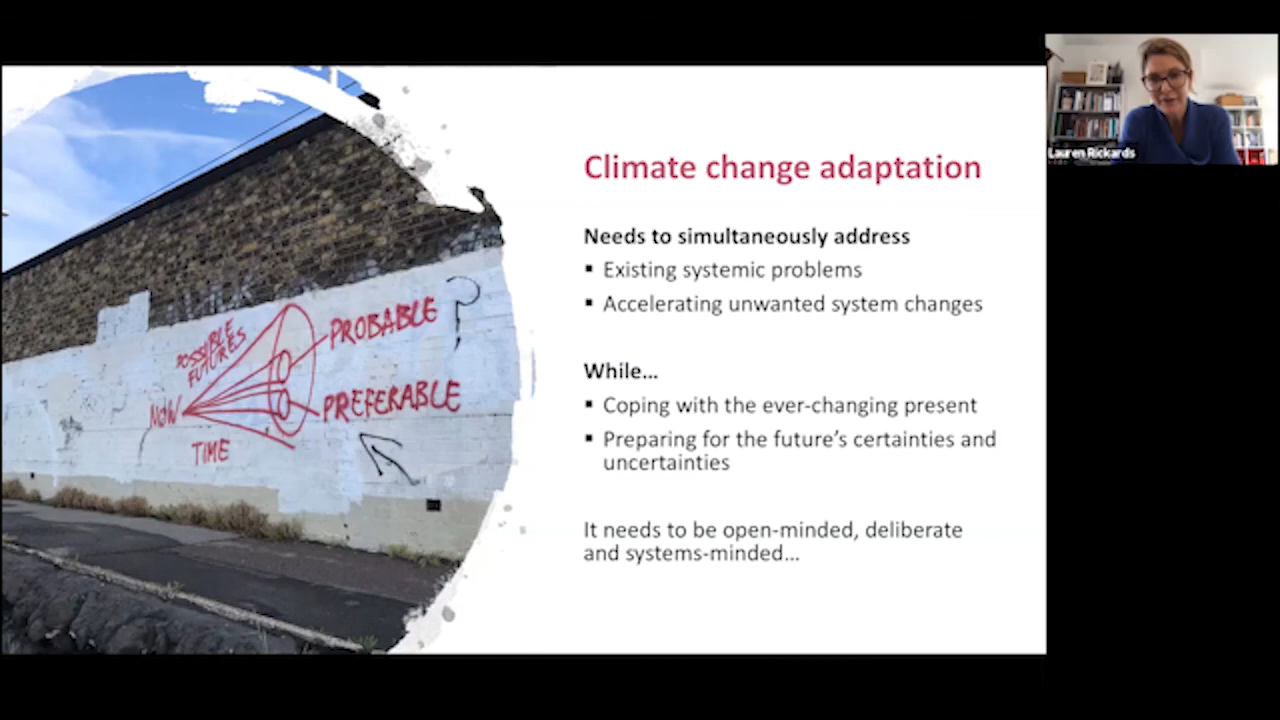 Climate change adaptation
Needs to simultaneously address
▪ Existing systemic problems
▪ Accelerating unwanted system changes
While...
▪ Coping with the ever-changing present
▪ Preparing for the future's certainties and
uncertainties
It needs to be open-minded, deliberate
and systems-minded...
POSSIBLE
FUTURES
PROBABLE
?
NOW
PREFERABLE
TIME
Lauren Rickards